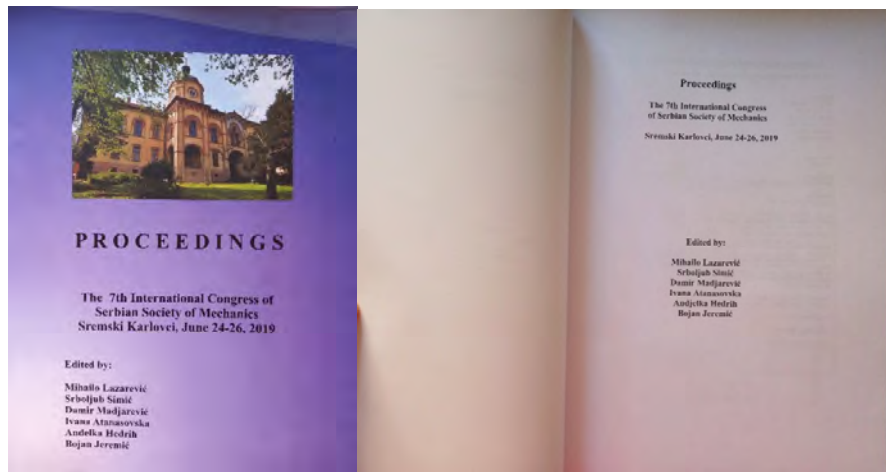 PROCEEDINGS
The 7th International Congress of
Serbian Society of Mechanics
Sremski Karlovci, June 24-26, 2019
Edited by:
Mihailo Lazarević
Srboljub Simić
Damir Madjarević
Ivana Atanasovska
Anđelka Hedrih
Bojan Jeremić
Proceedings
The 7th International Congress
of Serbian Society of Mechanics
Sremski Karlovci, June 24-26, 2019
Edited by:
Mihailo Lazarević
Srboljub Simić
Damir Madjarević
Ivana Atanasovska
Andjelka Hedrih
Bojan Jeremić